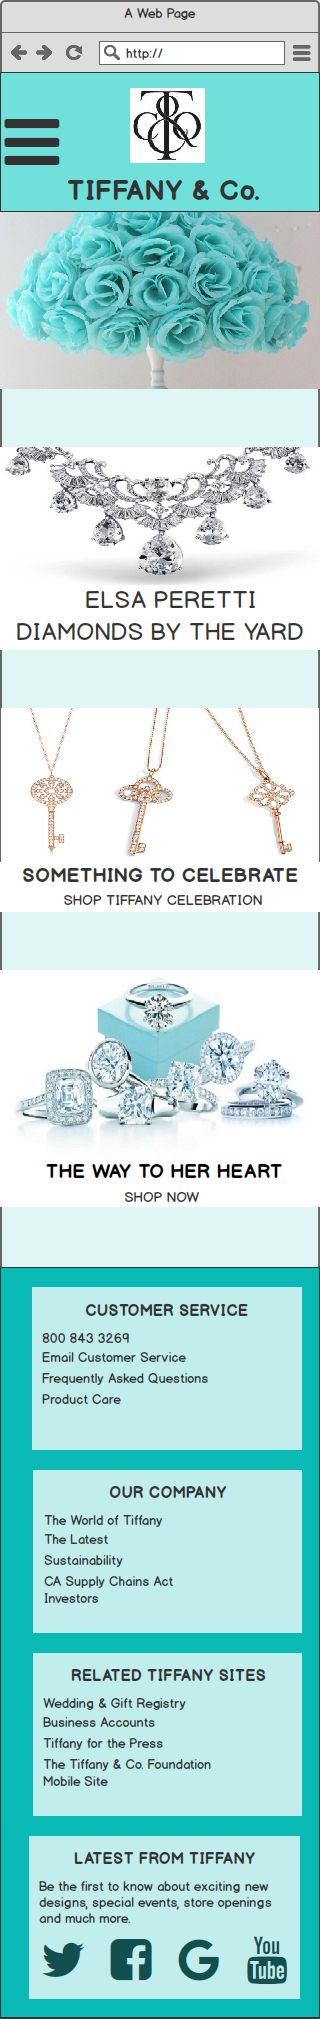 A Web Page
http://
T&CO
TIFFANY & Co.
ELSA PERETTI
DIAMONDS BY THE YARD
SOMETHING TO CELEBRATE
SHOP TIFFANY CELEBRATION
THE WAY TO HER HEART
SHOP NOW
CUSTOMER SERVICE
800 843 3269
Email Customer Service
Frequently Asked Questions
Product Care
OUR COMPANY
The World of Tiffany
The Latest
Sustainability
CA Supply Chains Act
Investors
RELATED TIFFANY SITES
Wedding & Gift Registry
Business Accounts
Tiffany for the Press
The Tiffany & Co. Foundation
Mobile Site
LATEST FROM TIFFANY
Be the first to know about exciting new
designs, special events, store openings
and much more.
You
Tube